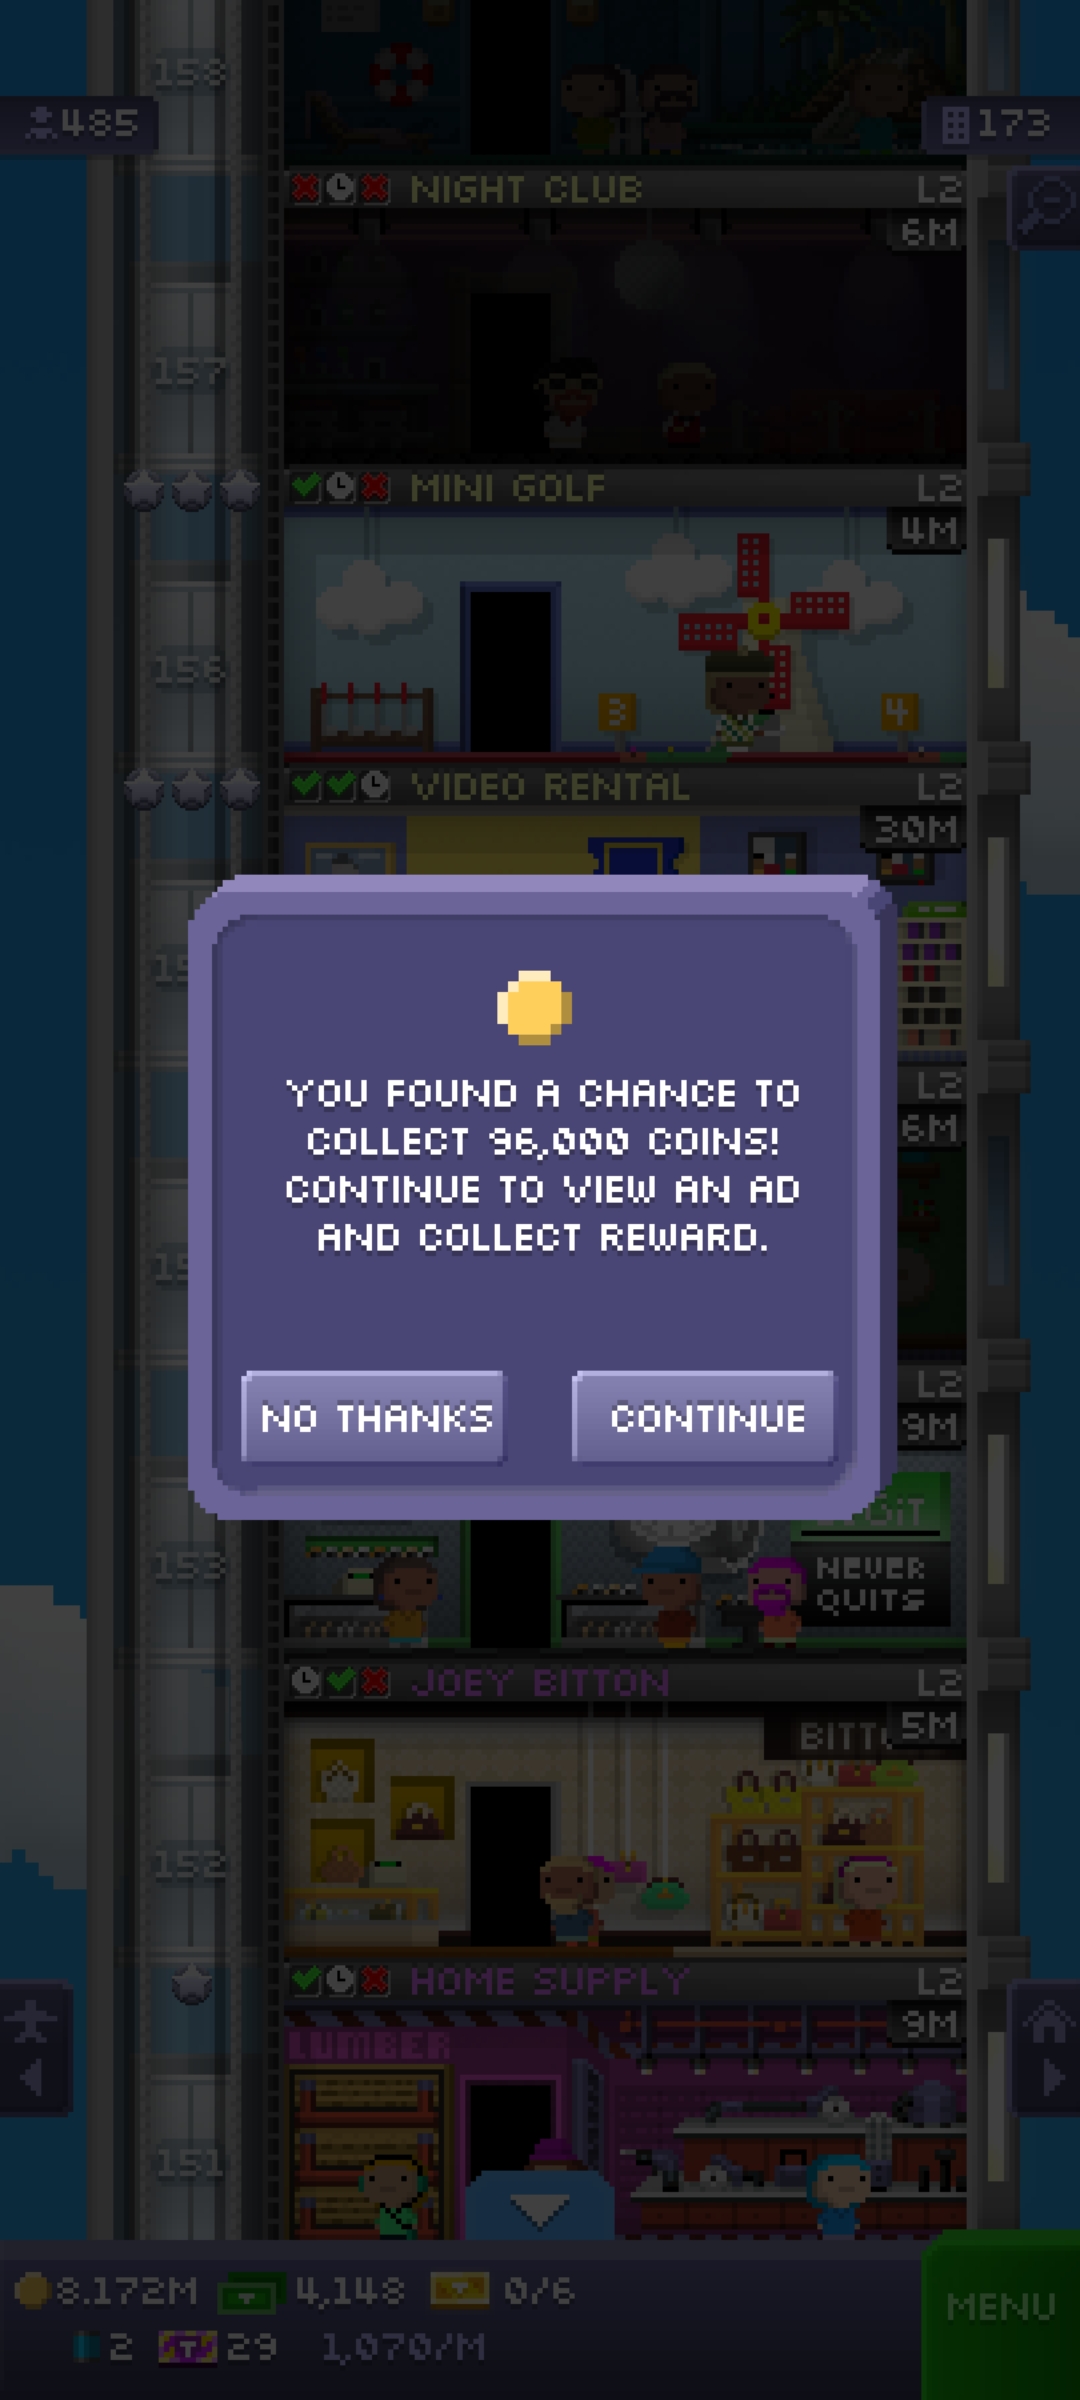 158
485
173
NIGHT CLUB
L2
6M
157
MINI GOLF
L2
4M
156
3
4
VIDEO RENTAL
L2
30M
L2
6M
L2
9M
YOU FOUND A CHANCE TO
COLLECT 96,000 COINS!
CONTINUE TO VIEW AN AD
AND COLLECT REWARD.
NO THANKS
CONTINUE
153
NEVER
QUITS
JOEY BITTON
L2
5M
152
HOME SUPPLY
L2
9M
LUMBER
151
8.172M
4,148
0/6
MENU
2
29
1,070/M